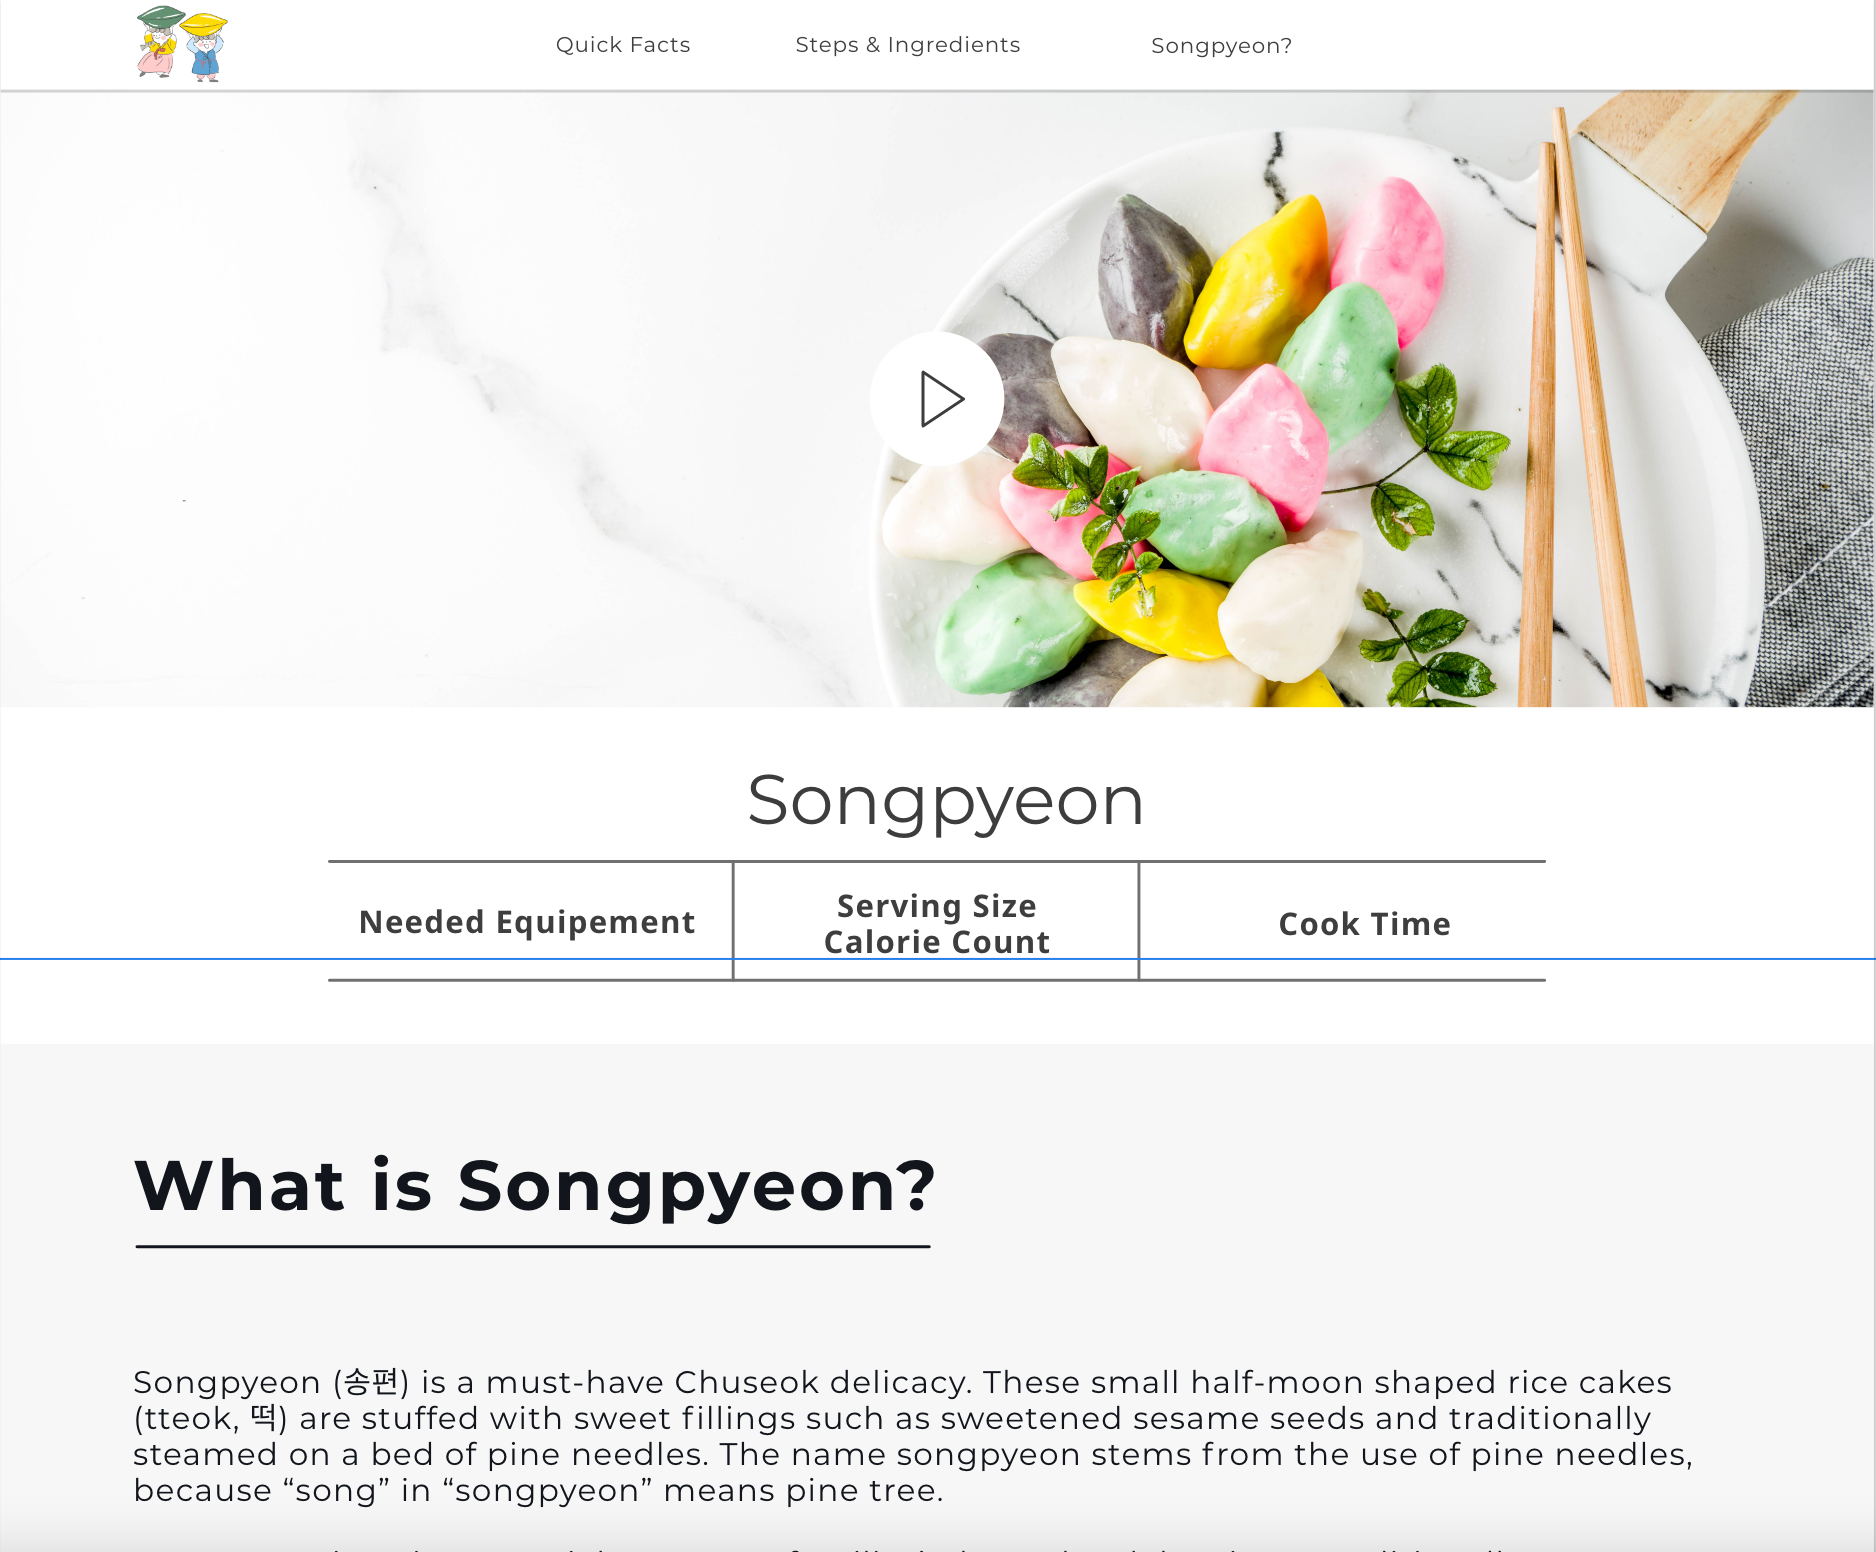 Quick Facts
Steps & Ingredients
Songpyeon?
Songpyeon
Needed Equipement
Serving Size
Calorie Count
Cook Time
What is Songpyeon?
Songpyeon (송편) is a must-have Chuseok delicacy. These small half-moon shaped rice cakes
(tteok, 떡) are stuffed with sweet fillings such as sweetened sesame seeds and traditionally
steamed on a bed of pine needles. The name songpyeon stems from the use of pine needles,
because “song” in “songpyeon” means pine tree.